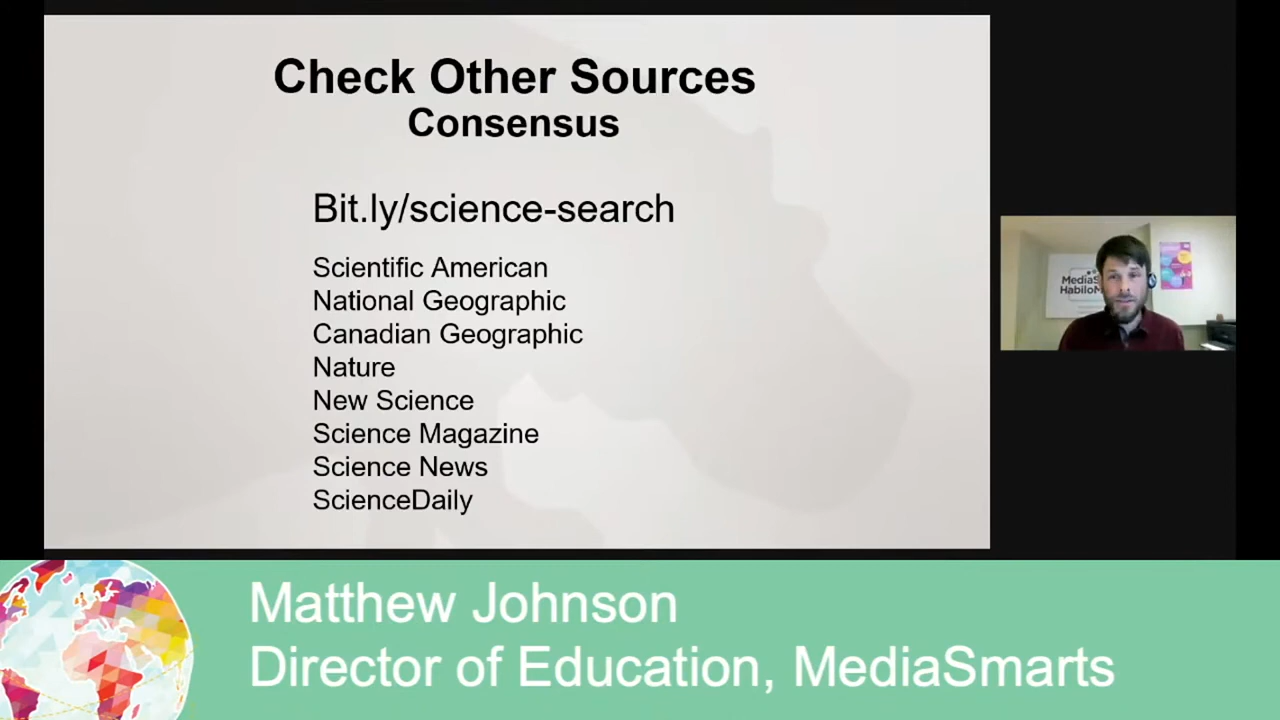 Check Other Sources
Consensus
Bit.ly/science-search
Scientific American
National Geographic
Canadian Geographic
Nature
New Science
Science Magazine
Science News
ScienceDaily
Matthew Johnson
Director of Education, MediaSmarts